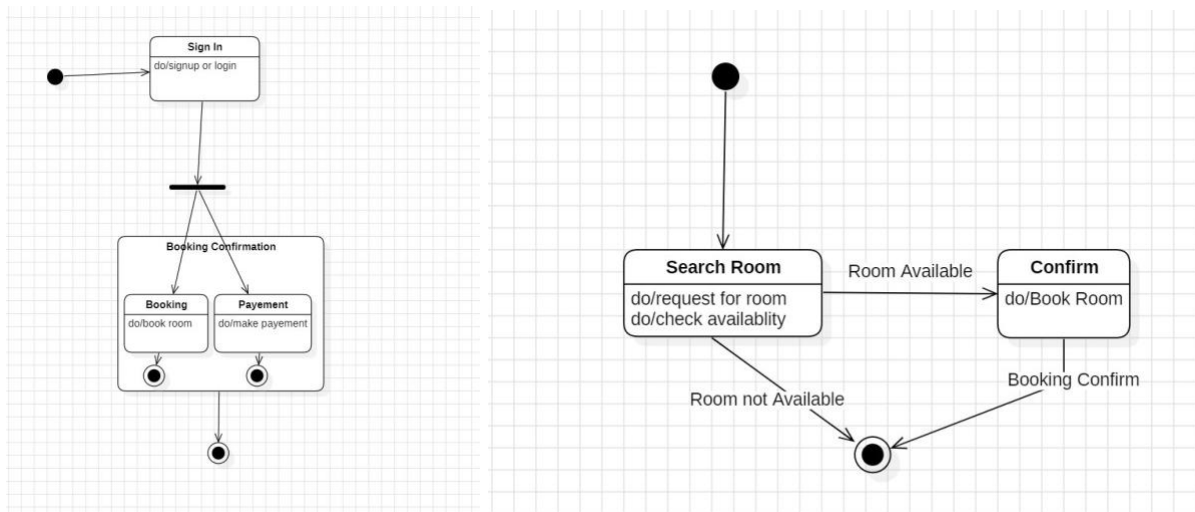 Sign In
do/signup or login
Booking Confirmation
Booking
do/book room
Payement
do/make payement
Search Room
do/request for room
do/check availablity
Room Available
Confirm
do/Book Room
Room not Available
Booking Confirm